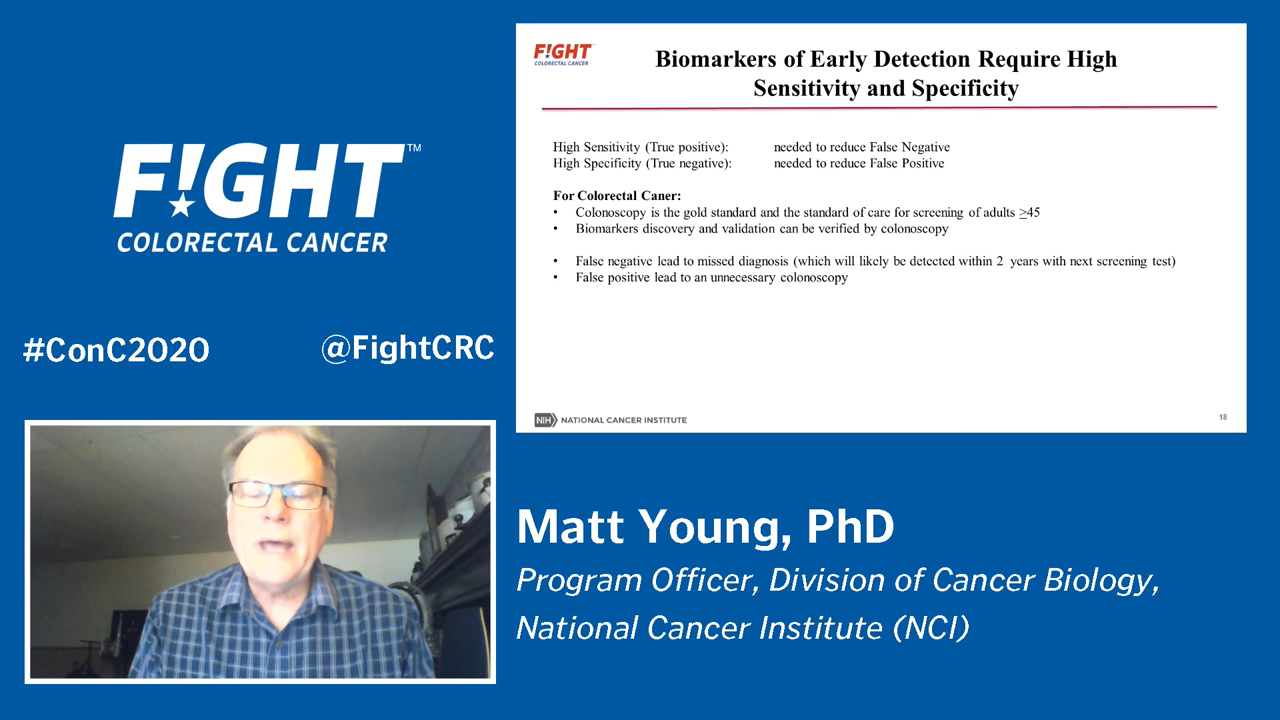 F!GHT™
COLORECTAL CANCER
#ConC2020
@FightCRC
F!GHT
COLORECTAL CANCER
Biomarkers of Early Detection Require High
Sensitivity and Specificity
High Sensitivity (True positive): needed to reduce False Negative
High Specificity (True negative): needed to reduce False Positive
For Colorectal Caner:
• Colonoscopy is the gold standard and the standard of care for screening of adults ≥45
• Biomarkers discovery and validation can be verified by colonoscopy
• False negative lead to missed diagnosis (which will likely be detected within 2 years with next screening test)
• False positive lead to an unnecessary colonoscopy
NIH NATIONAL CANCER INSTITUTE
18
Matt Young, PhD
Program Officer, Division of Cancer Biology,
National Cancer Institute (NCI)